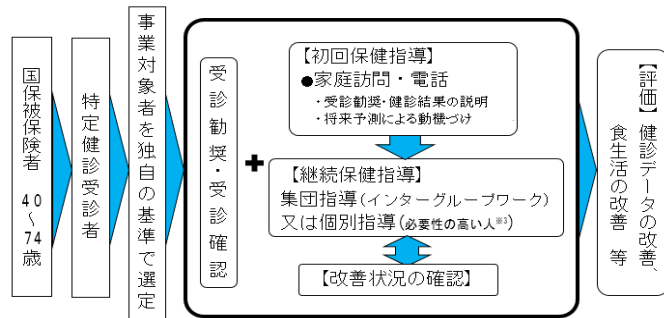 国保被保険者 40～74歳
特定健診受診者
事業対象者を独自の基準で選定
受診勧奨・受診確認
+
【初回保健指導】
●家庭訪問・電話
・受診勧奨・健診結果の説明
・将来予測による動機づけ
【継続保健指導】
集団指導(インターグループワーク)
又は個別指導(必要性の高い人※3)
【改善状況の確認】
【評価】健診データの改善、
食生活の改善 等